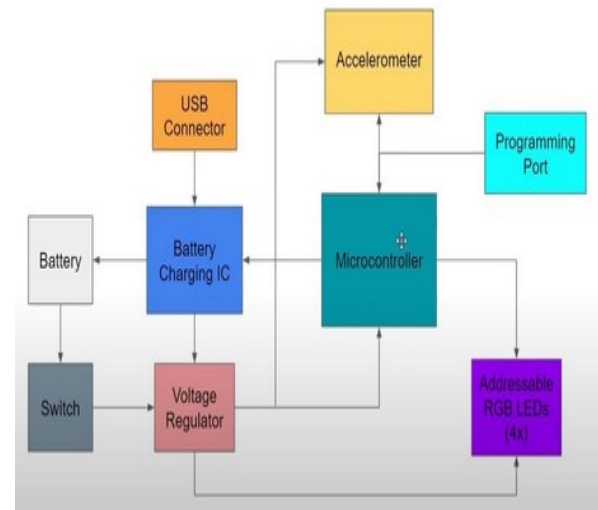 Accelerometer
USB
Connector
Programming
Port
Battery
Battery
Charging IC
Microcontroller
Switch
Voltage
Regulator
Addressable
RGB LEDs
(4x)